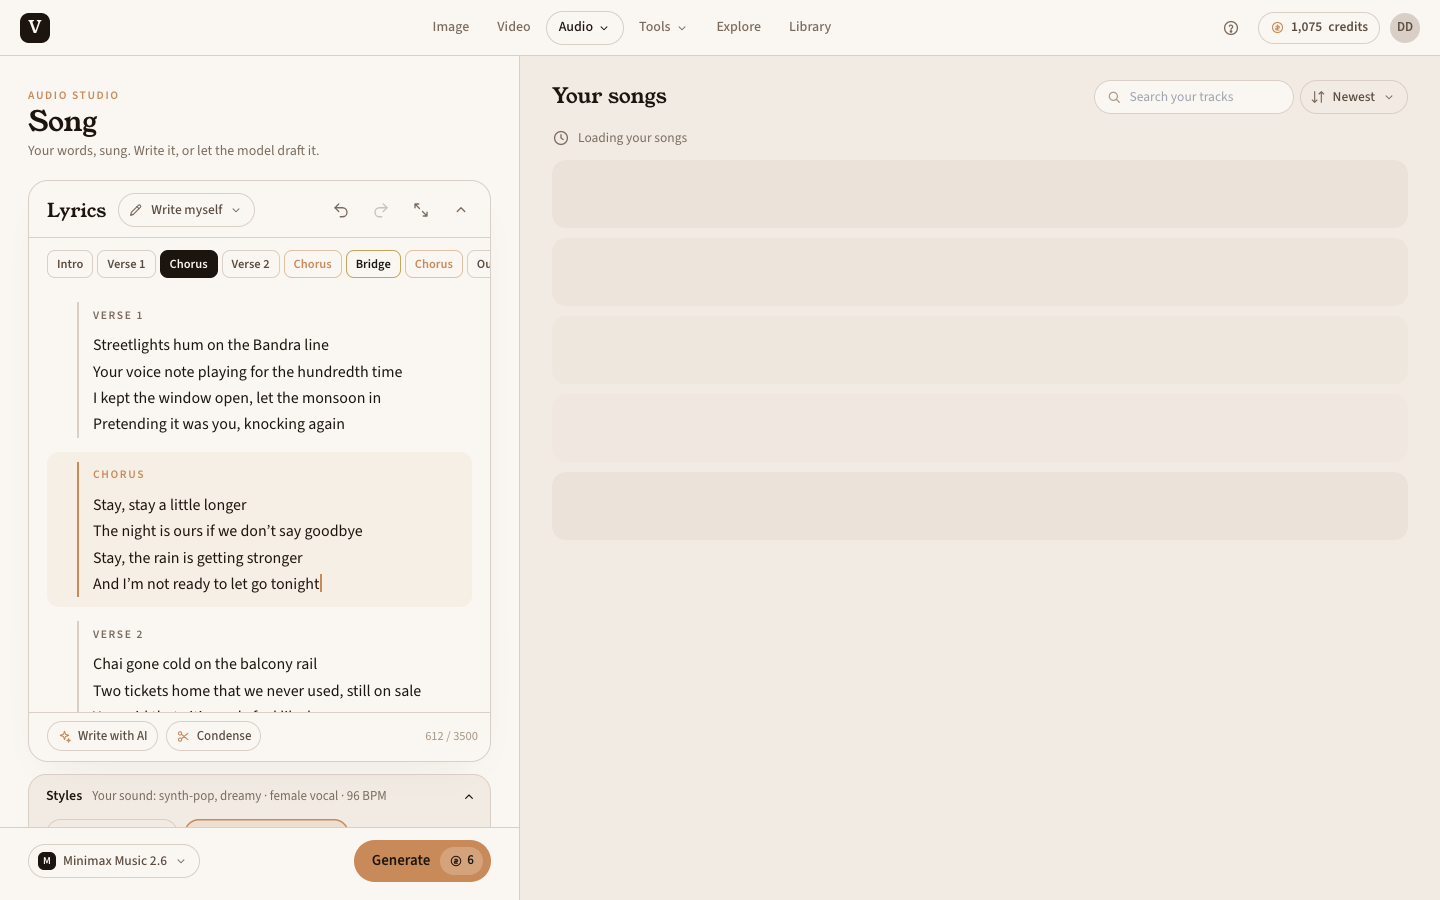 V
Image
Video
Audio
Tools
Explore
Library
1,075 credits
DD
AUDIO STUDIO
Song
Your words, sung. Write it, or let the model draft it.
Lyrics
Write myself
Intro
Verse 1
Chorus
Verse 2
Chorus
Bridge
Chorus
Ou
VERSE 1
Streetlights hum on the Bandra line
Your voice note playing for the hundredth time
I kept the window open, let the monsoon in
Pretending it was you, knocking again
CHORUS
Stay, stay a little longer
The night is ours if we don’t say goodbye
Stay, the rain is getting stronger
And I’m not ready to let go tonight
VERSE 2
Chai gone cold on the balcony rail
Two tickets home that we never used, still on sale
Write with AI
Condense
612 / 3500
Styles
Your sound: synth-pop, dreamy · female vocal · 96 BPM
M
Minimax Music 2.6
Generate
6
Your songs
Search your tracks
Newest
Loading your songs